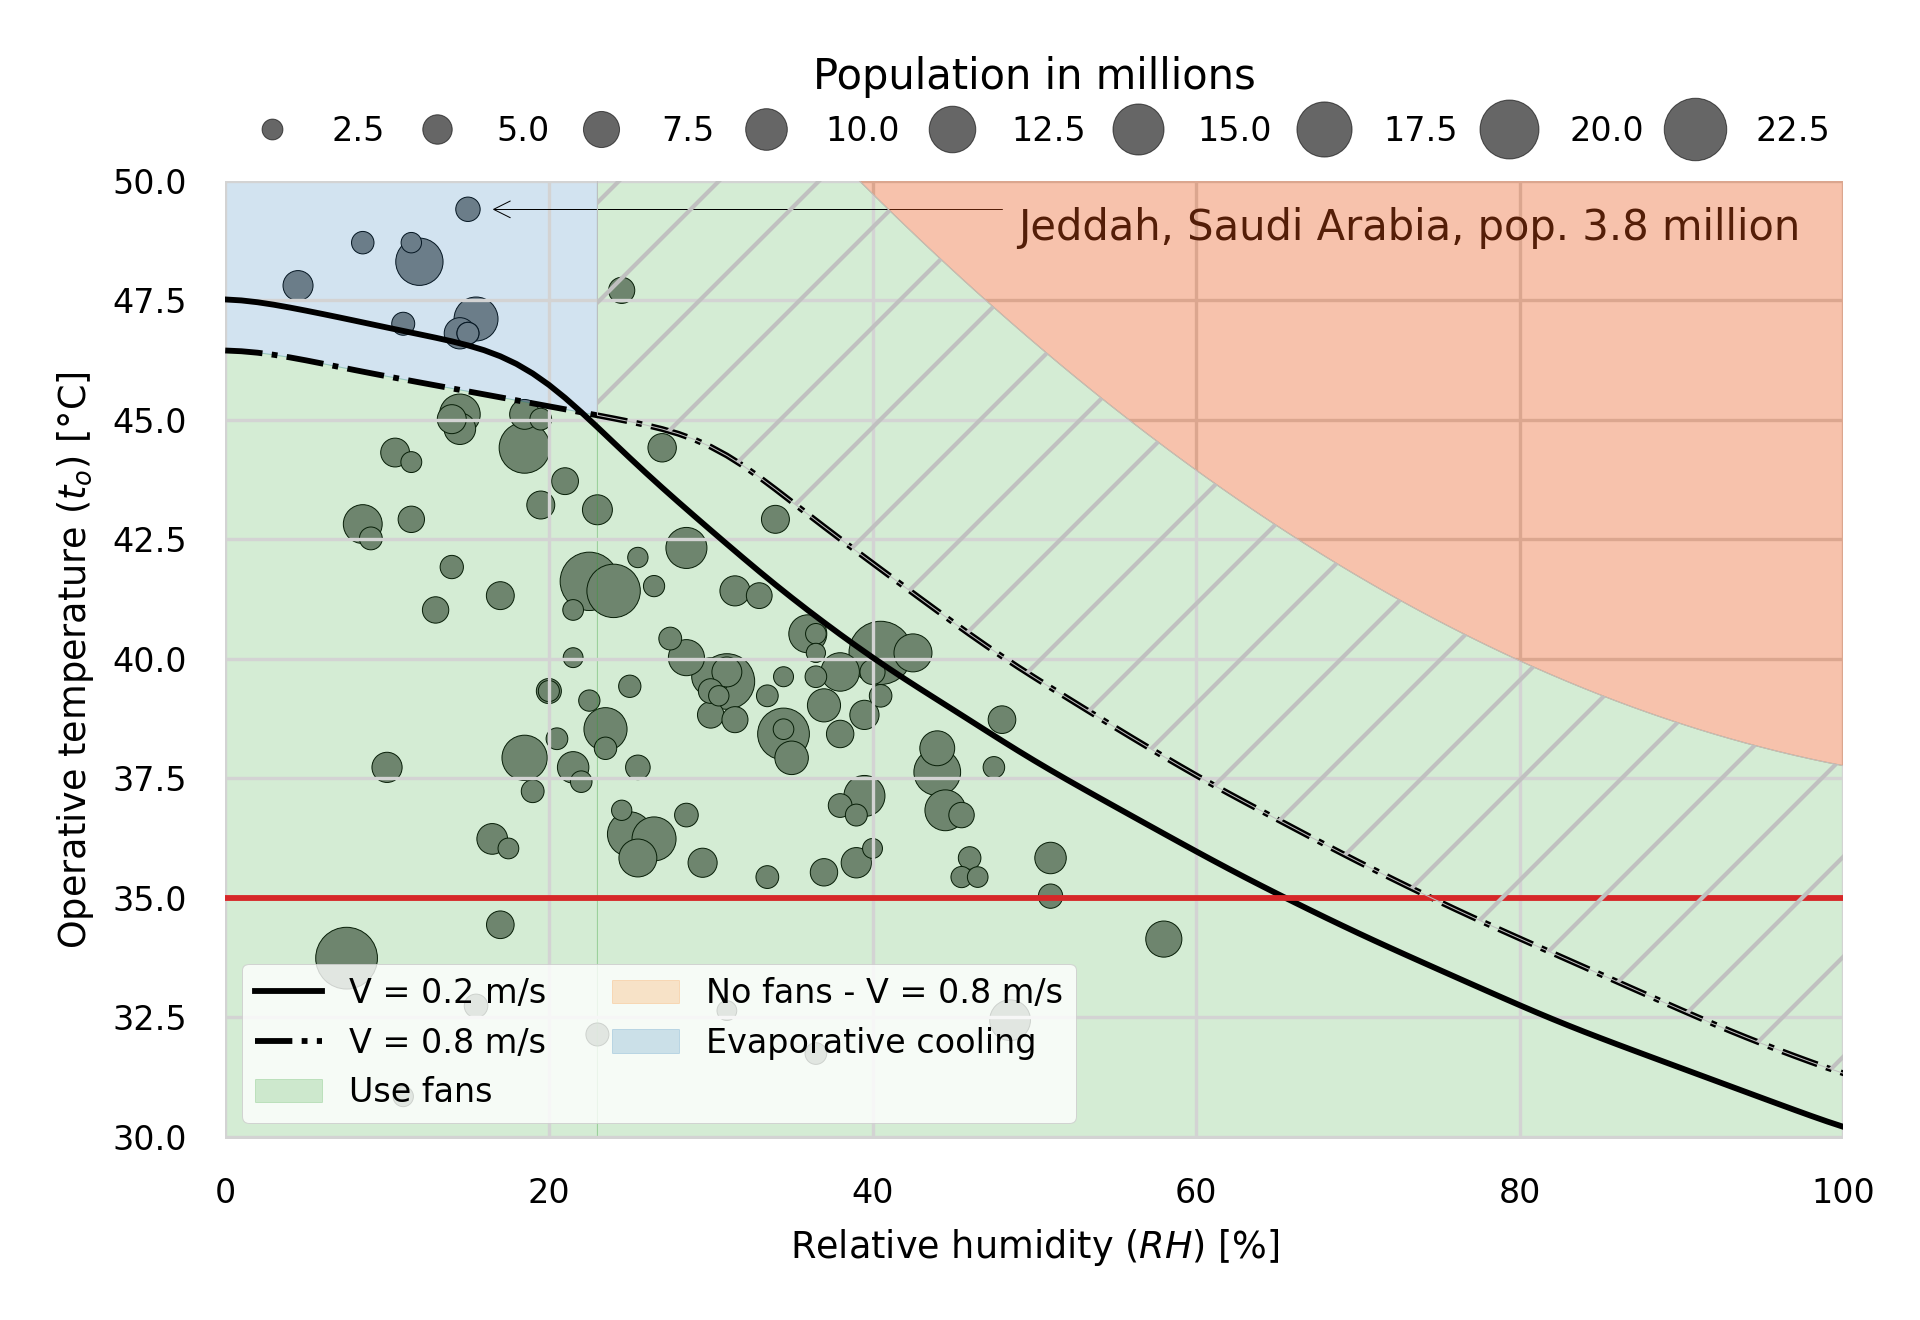 Population in millions
2.5 5.0 7.5 10.0 12.5 15.0 17.5 20.0 22.5
50.0
Jeddah, Saudi Arabia, pop. 3.8 million
47.5
45.0
42.5
40.0
37.5
35.0
32.5
30.0
Operative temperature (t_o) [°C]
V = 0.2 m/s
V = 0.8 m/s
Use fans
No fans - V = 0.8 m/s
Evaporative cooling
0 20 40 60 80 100
Relative humidity (RH) [%]